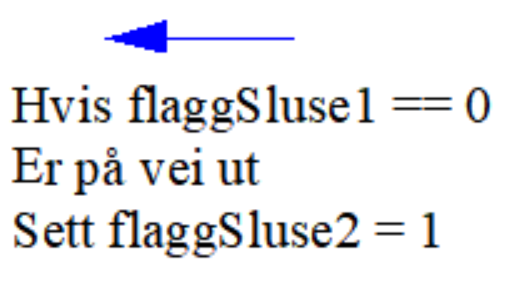 Hvis flaggSluse1 == 0
Er på vei ut
Sett flaggSluse2 = 1